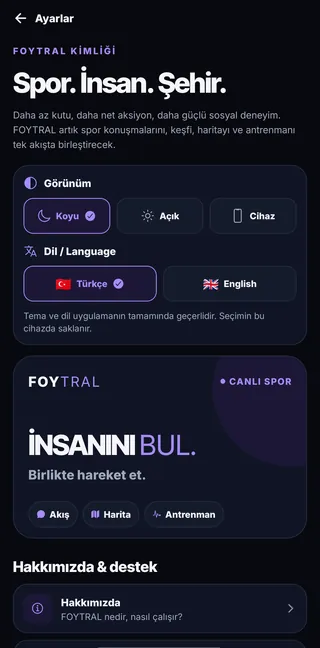 Ayarlar
FOYTRAL KİMLİĞİ
Spor. İnsan. Şehir.
Daha az kutu, daha net aksiyon, daha güçlü sosyal deneyim.
FOYTRAL artık spor konuşmalarını, keşfi, haritayı ve antrenmanı
tek akışta birleştirecek.
Görünüm
Koyu
Açık
Cihaz
Dil / Language
Türkçe
English
Tema ve dil uygulamanın tamamında geçerlidir. Seçimin bu
cihazda saklanır.
FOYTRAL
CANLI SPOR
İNSANINI BUL.
Birlikte hareket et.
Akış
Harita
Antrenman
Hakkımızda & destek
Hakkımızda
FOYTRAL nedir, nasıl çalışır?